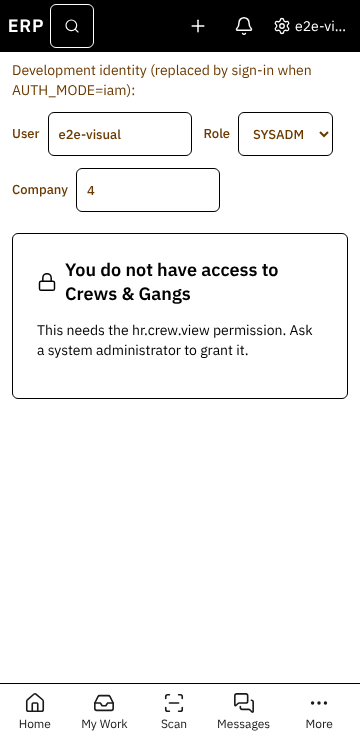 ERP
e2e-vi...
Development identity (replaced by sign-in when
AUTH_MODE=iam):
User e2e-visual Role SYSADM
Company 4
You do not have access to
Crews & Gangs
This needs the hr.crew.view permission. Ask
a system administrator to grant it.
Home My Work Scan Messages More